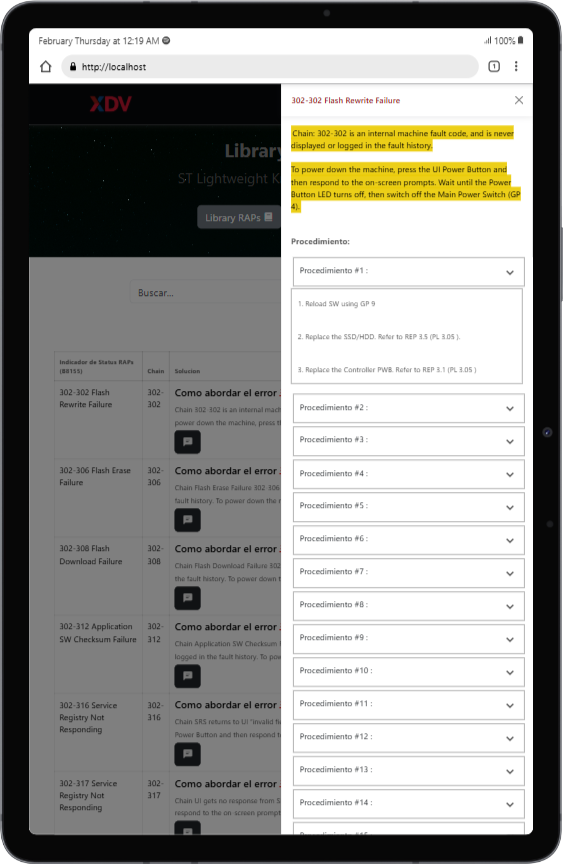 February Thursday at 12:19 AM
100%
http://localhost
1
XDV
Library
ST Lightweight K
Library RAPs
Buscar...
Indicador de Status RAPs (BR155)
Chain
Solusion
302-302 Flash Rewrite Failure
302-302
Como abordar el error
Chain 302-302 is an internal mach
power down the machine, press th
302-306 Flash Erase Failure
302-306
Como abordar el error
Chain Flash Erase Failure 302-306
fault history. To power down the
302-308 Flash Download Failure
302-308
Como abordar el error
Chain Flash Download Failure 302
the fault history. To power down t
302-312 Application SW Checksum Failure
302-312
Como abordar el error
Chain Application SW Checksum
logged in the fault history. To pow
302-316 Service Registry Not Responding
302-316
Como abordar el error
Chain SRS returns to UI "invalid fie
Power Button and then respond t
302-317 Service Registry Not Responding
302-317
Como abordar el error
Chain UI gets no response from S
respond to the on-screen prompt
302-302 Flash Rewrite Failure
Chain: 302-302 is an internal machine fault code, and is never
displayed or logged in the fault history.
To power down the machine, press the UI Power Button and
then respond to the on-screen prompts. Wait until the Power
Button LED turns off, then switch off the Main Power Switch (GP
4).
Procedimiento:
Procedimiento #1 :
1. Reload SW using GP 9
2. Replace the SSD/HDD. Refer to REP 3.5 (PL 3.05 ).
3. Replace the Controller PWB. Refer to REP 3.1 (PL 3.05 )
Procedimiento #2 :
Procedimiento #3 :
Procedimiento #4 :
Procedimiento #5 :
Procedimiento #6 :
Procedimiento #7 :
Procedimiento #8 :
Procedimiento #9 :
Procedimiento #10 :
Procedimiento #11 :
Procedimiento #12 :
Procedimiento #13 :
Procedimiento #14 :